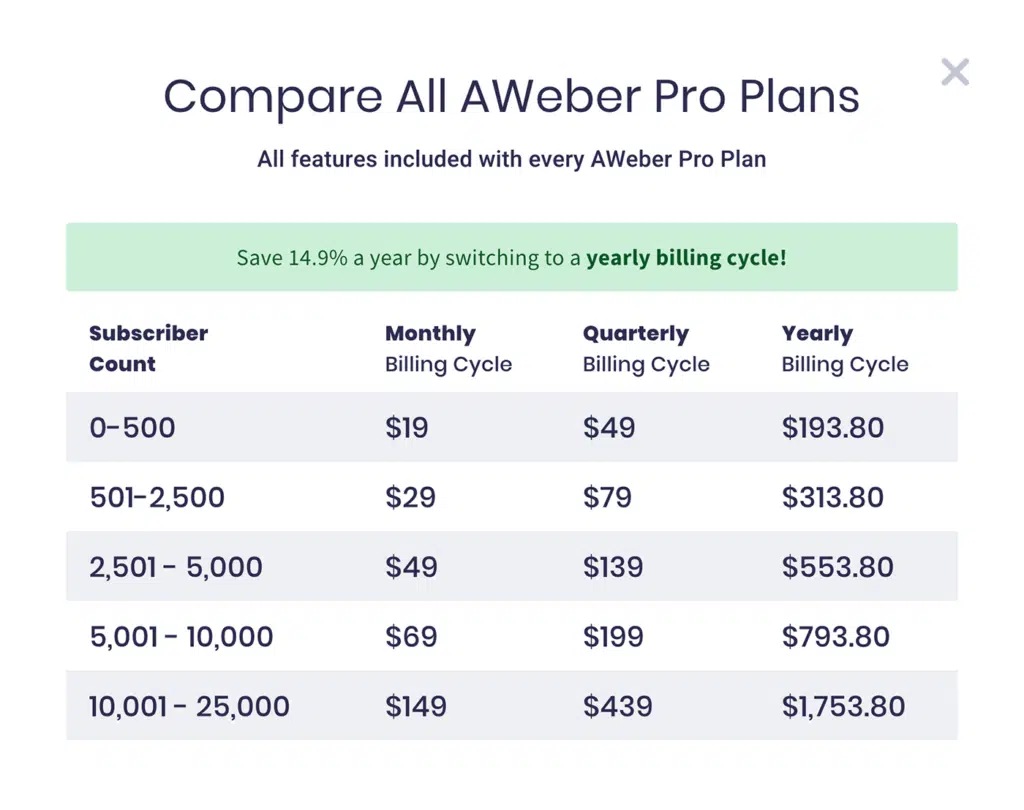 Compare All AWeber Pro Plans
All features included with every AWeber Pro Plan
Save 14.9% a year by switching to a yearly billing cycle!
Subscriber Count Monthly Billing Cycle Quarterly Billing Cycle Yearly Billing Cycle
0-500 $19 $49 $193.80
501-2,500 $29 $79 $313.80
2,501 - 5,000 $49 $139 $553.80
5,001 - 10,000 $69 $199 $793.80
10,001 - 25,000 $149 $439 $1,753.80